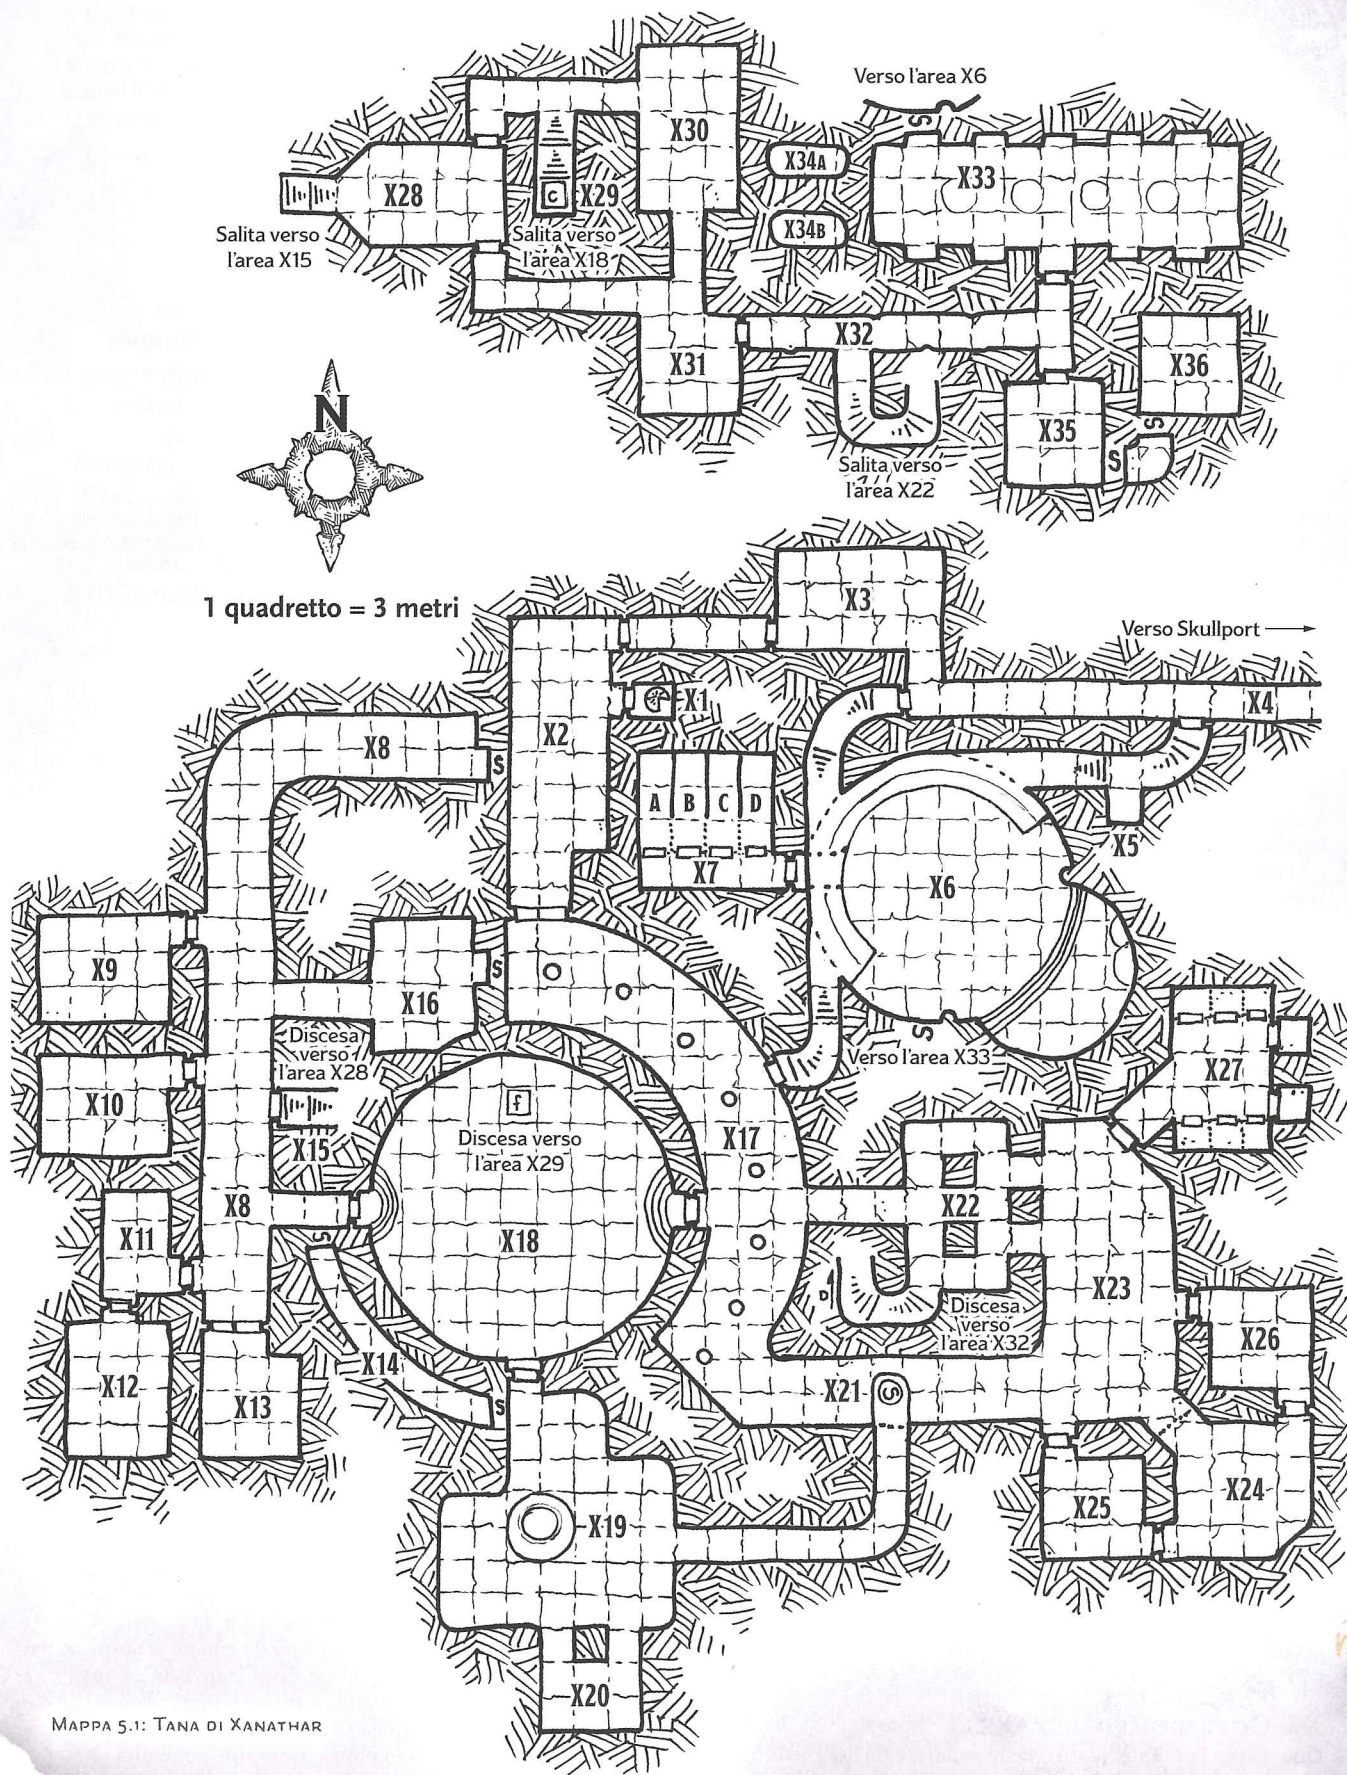 Verso l'area X6
X30
X34A
X33
X28
C
X29
X34B
Salita verso
l'area X15
Salita verso
l'area X18
S
X32
X31
X36
N
X35
S
S
Salita verso
l'area X22
1 quadretto = 3 metri
X3
Verso Skullport
X1
X4
X2
X8
S
A
B
C
D
X5
X7
X6
X9
S
X16
Discesa
verso
l'area X28
S
Verso l'area X33
X10
f
X27
Discesa verso
l'area X29
X17
X15
X8
X22
X11
S
X18
X23
D
Discesa
verso
l'area X32
X26
X14
X12
X13
S
X21
S
X19
X25
X24
X20
Mappa 5.1: Tana di Xanathar